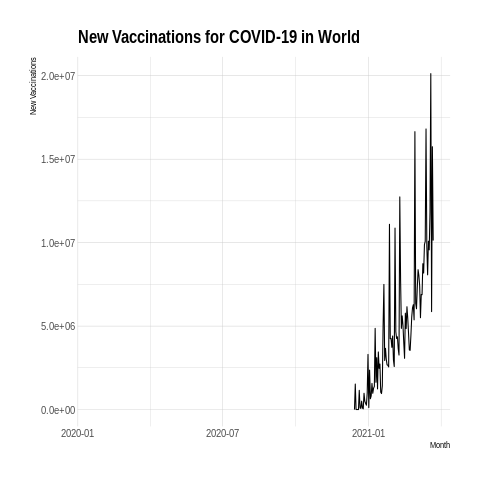 New Vaccinations for COVID-19 in World
New Vaccinations
2.0e+07
1.5e+07
1.0e+07
5.0e+06
0.0e+00
2020-01 2020-07 2021-01
Month